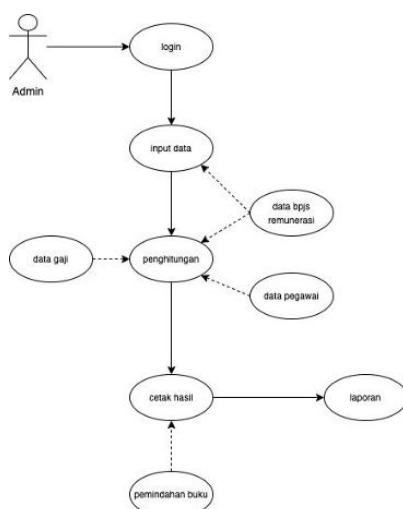 login
Admin
input data
data bpjs
remunerasi
data gaji
penghitungan
data pegawai
cetak hasil
laporan
pemindahan buku